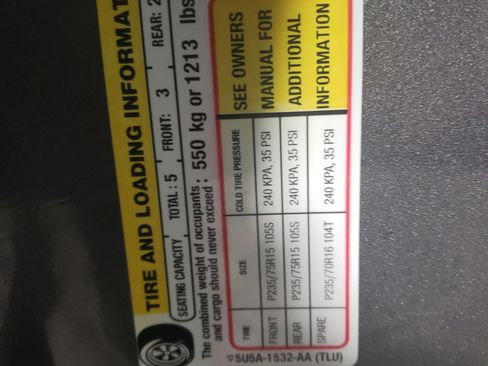 TIRE AND LOADING INFORMAT
SEATING CAPACITY TOTAL : 5 FRONT: 3 REAR: 2
The combined weight of occupants
and cargo should never exceed : 550 kg or 1213 lbs
TIRE SIZE COLD TIRE PRESSURE
FRONT P235/75R15 105S 240 KPA, 35 PSI
REAR P235/75R15 105S 240 KPA, 35 PSI
SPARE P235/70R16 104T 240 KPA, 35 PSI
SEE OWNERS
MANUAL FOR
ADDITIONAL
INFORMATION
5U5A-1532-AA (TLU)